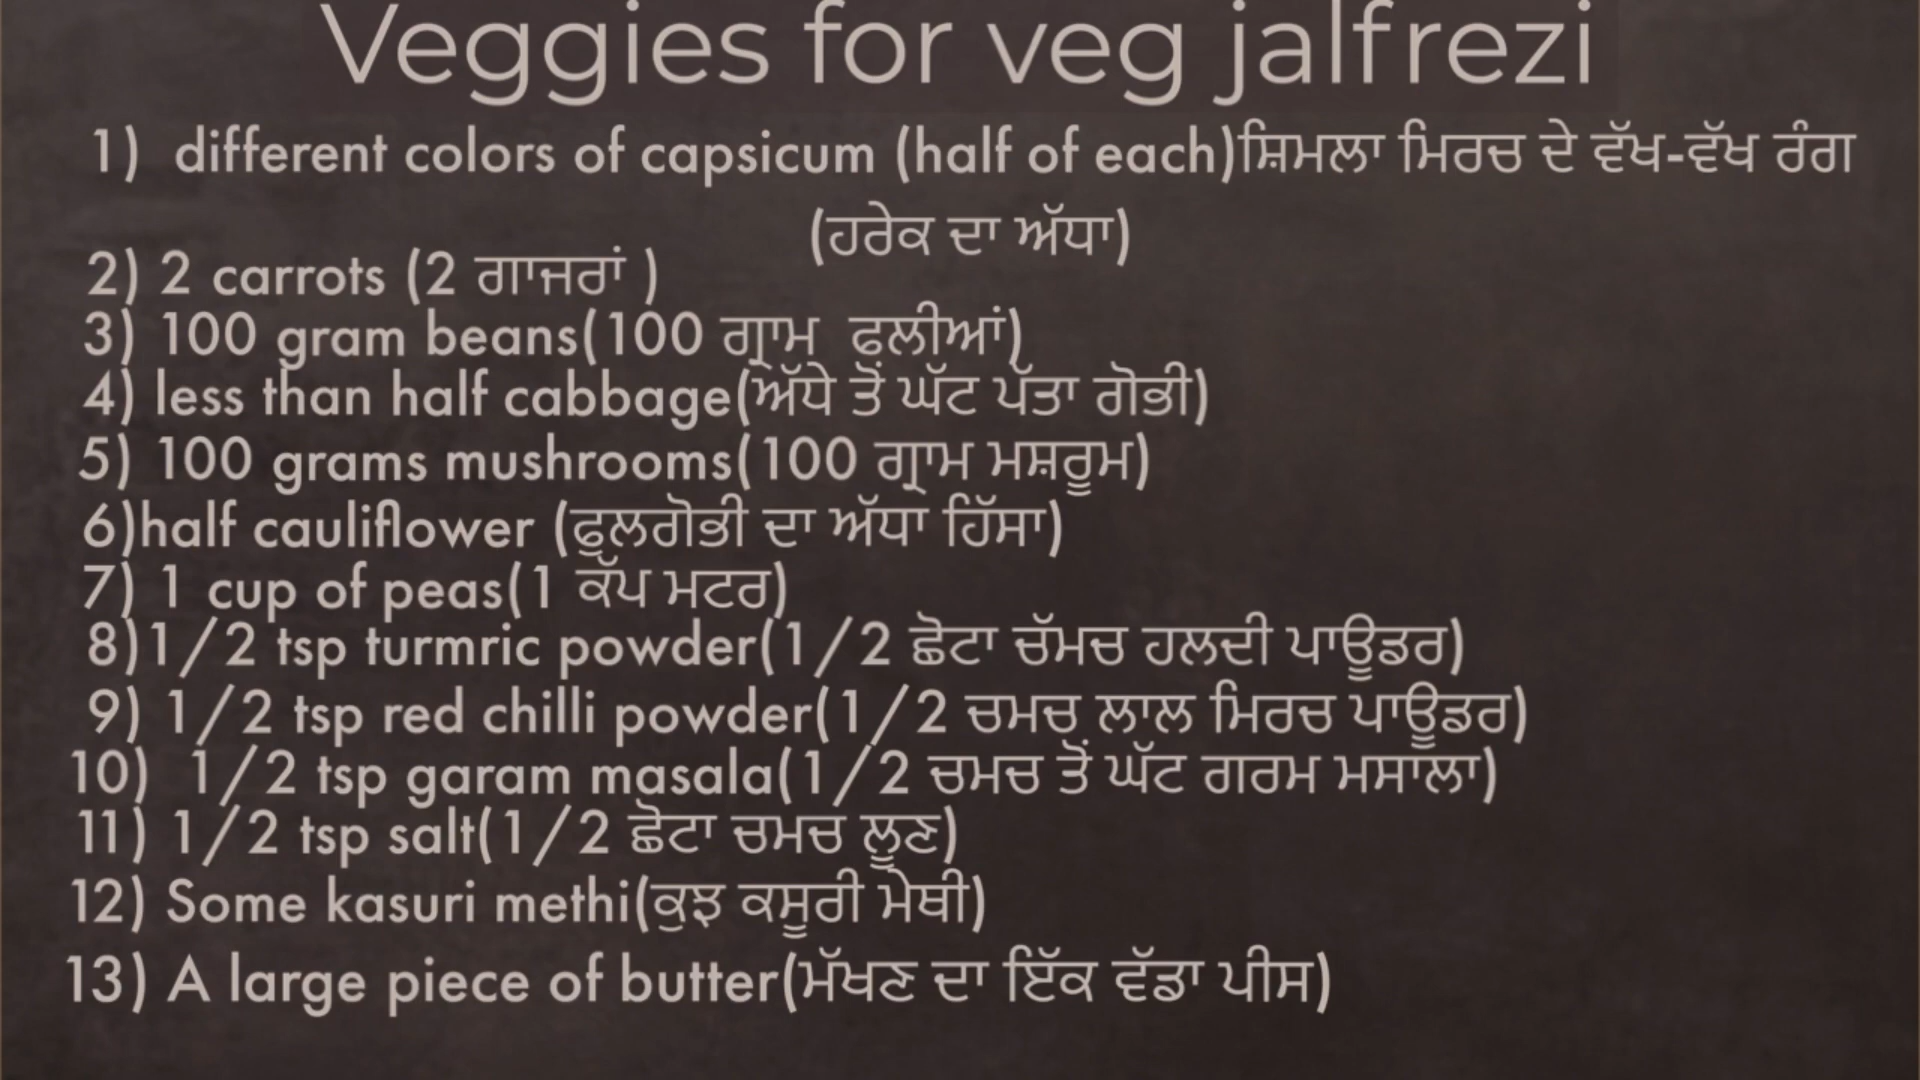 Veggies for veg jalfrezi
1) different colors of capsicum (half of each)ਸ਼ਿਮਲਾ ਮਿਰਚ ਦੇ ਵੱਖ-ਵੱਖ ਰੰਗ
(ਹਰੇਕ ਦਾ ਅੱਧਾ)
2) 2 carrots (2 ਗਾਜਰਾਂ )
3) 100 gram beans(100 ਗ੍ਰਾਮ ਫਲੀਆਂ)
4) less than half cabbage(ਅੱਧੇ ਤੋਂ ਘੱਟ ਪੱਤਾ ਗੋਭੀ)
5) 100 grams mushrooms(100 ਗ੍ਰਾਮ ਮਸ਼ਰੂਮ)
6)half cauliflower (ਫੁਲਗੋਭੀ ਦਾ ਅੱਧਾ ਹਿੱਸਾ)
7) 1 cup of peas(1 ਕੱਪ ਮਟਰ)
8)1/2 tsp turmric powder(1/2 ਛੋਟਾ ਚੱਮਚ ਹਲਦੀ ਪਾਊਡਰ)
9) 1/2 tsp red chilli powder(1/2 ਚਮਚ ਲਾਲ ਮਿਰਚ ਪਾਊਡਰ)
10) 1/2 tsp garam masala(1/2 ਚਮਚ ਤੋਂ ਘੱਟ ਗਰਮ ਮਸਾਲਾ)
11) 1/2 tsp salt(1/2 ਛੋਟਾ ਚਮਚ ਲੂਣ)
12) Some kasuri methi(ਕੁਝ ਕਸੂਰੀ ਮੇਥੀ)
13) A large piece of butter(ਮੱਖਣ ਦਾ ਇੱਕ ਵੱਡਾ ਪੀਸ)